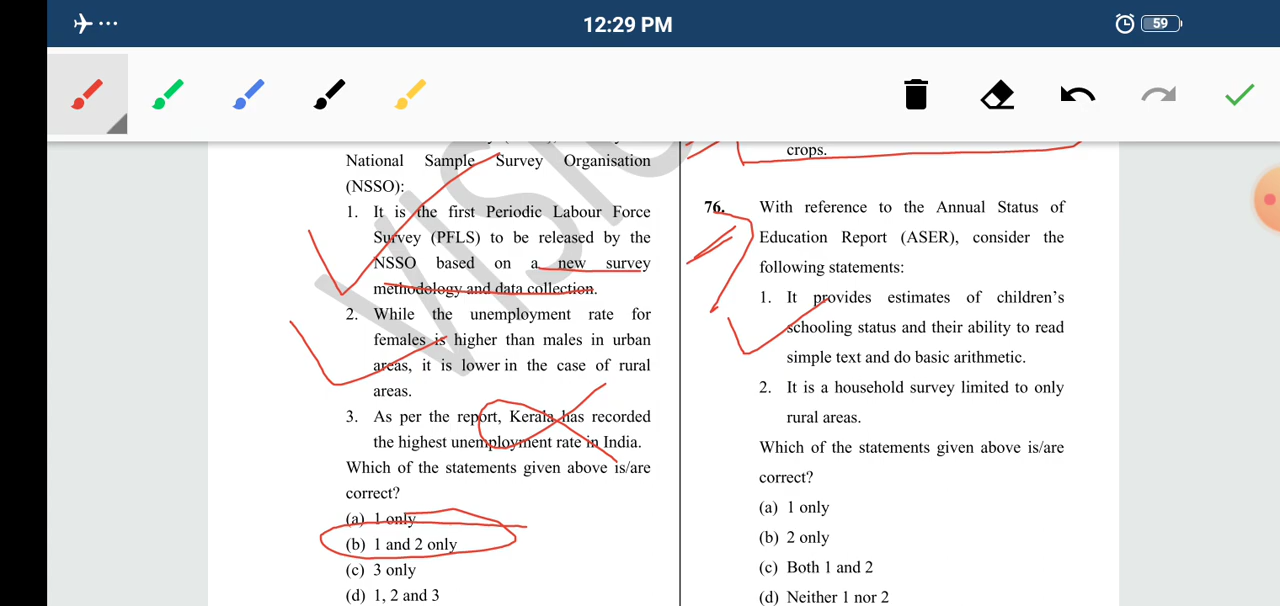 12:29 PM
59
National Sample Survey Organisation
(NSSO):
1. It is the first Periodic Labour Force
Survey (PFLS) to be released by the
NSSO based on a new survey
methodology and data collection.
2. While the unemployment rate for
females is higher than males in urban
areas, it is lower in the case of rural
areas.
3. As per the report, Kerala has recorded
the highest unemployment rate in India.
Which of the statements given above is/are
correct?
(a) 1 only
(b) 1 and 2 only
(c) 3 only
(d) 1, 2 and 3
crops.
76. With reference to the Annual Status of
Education Report (ASER), consider the
following statements:
1. It provides estimates of children's
schooling status and their ability to read
simple text and do basic arithmetic.
2. It is a household survey limited to only
rural areas.
Which of the statements given above is/are
correct?
(a) 1 only
(b) 2 only
(c) Both 1 and 2
(d) Neither 1 nor 2